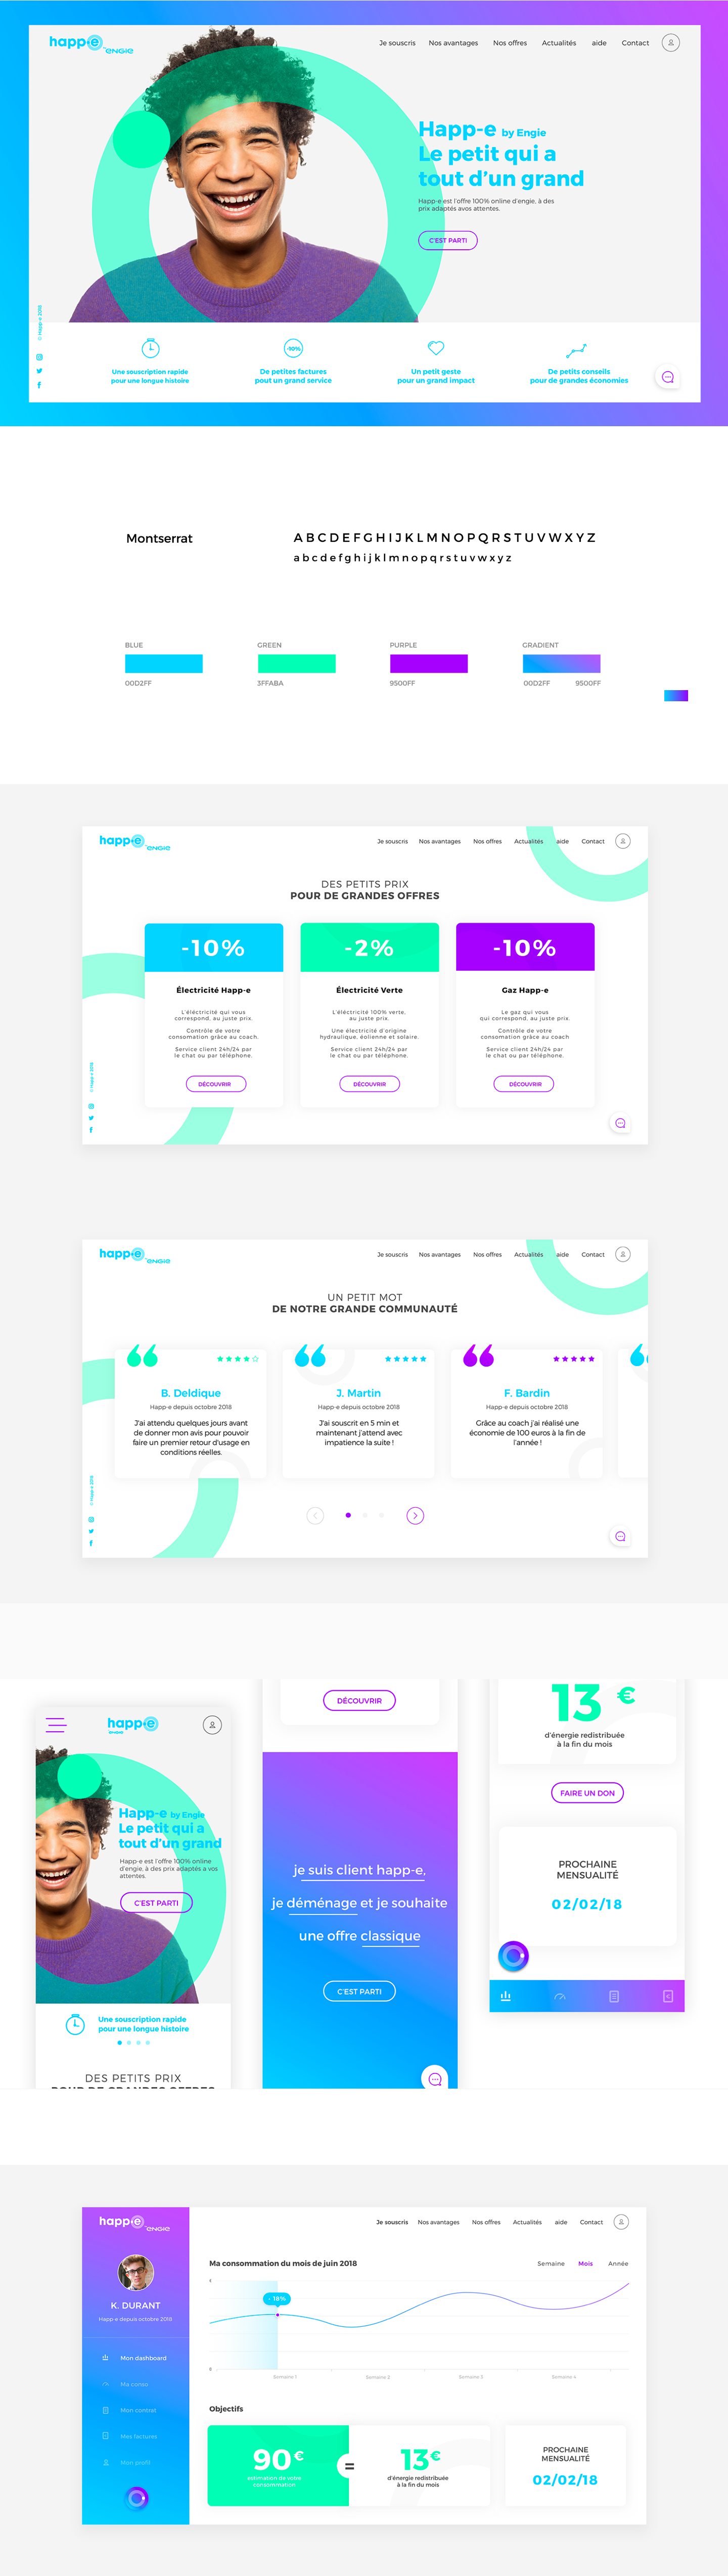 happ-e
by ENGIE
Je souscris Nos avantages Nos offres Actualités aide Contact
Happ-e by Engie
Le petit qui a
tout d'un grand
Happ-e est l'offre 100% online d'engie, à des
prix adaptés avos attentes.
C'EST PARTI
© Happ-e 2018
-10%
Une souscription rapide
pour une longue histoire
De petites factures
pout un grand service
Un petit geste
pour un grand impact
De petits conseils
pour de grandes économies
Montserrat
A B C D E F G H I J K L M N O P Q R S T U V W X Y Z
a b c d e f g h i j k l m n o p q r s t u v w x y z
BLUE
00D2FF
GREEN
3FFABA
PURPLE
9500FF
GRADIENT
00D2FF 9500FF
happ-e
ENGIE
Je souscris Nos avantages Nos offres Actualités aide Contact
DES PETITS PRIX
POUR DE GRANDES OFFRES
-10%
Électricité Happ-e
L'éléctricité qui vous
correspond, au juste prix.
Contrôle de votre
consomation grâce au coach.
Service client 24h/24 par
le chat ou par téléphone.
DÉCOUVRIR
-2%
Électricité Verte
L'électricité 100% verte,
au juste prix.
Une électricité d'origine
hydraulique, éolienne et solaire.
Service client 24h/24 par
le chat ou par téléphone.
DÉCOUVRIR
-10%
Gaz Happ-e
Le gaz qui vous
qui correspond, au juste prix.
Contrôle de votre
consomation grâce au coach
Service client 24h/24 par
le chat ou par téléphone.
DÉCOUVRIR
© Happ-e 2018
happ-e
ENGIE
Je souscris Nos avantages Nos offres Actualités aide Contact
UN PETIT MOT
DE NOTRE GRANDE COMMUNAUTÉ
B. Deldique
Happ-e depuis octobre 2018
J'ai attendu quelques jours avant
de donner mon avis pour pouvoir
faire un premier retour d'usage en
conditions réelles.
J. Martin
Happ-e depuis octobre 2018
J'ai souscrit en 5 min et
maintenant j'attend avec
impatience la suite !
F. Bardin
Happ-e depuis octobre 2018
Grâce au coach j'ai réalisé une
économie de 100 euros à la fin de
l'année !
© Happ-e 2018
happ-e
Happ-e by Engie
Le petit qui a
tout d'un grand
Happ-e est l'offre 100% online
d'engie, à des prix adaptés a vos
attentes.
C'EST PARTI
Une souscription rapide
pour une longue histoire
DES PETITS PRIX
POUR DE GRANDES OFFRES
DÉCOUVRIR
je suis client happ-e,
je déménage et je souhaite
une offre classique
C'EST PARTI
13 €
d'énergie redistribuée
à la fin du mois
FAIRE UN DON
PROCHAINE
MENSUALITÉ
02/02/18
happ-e
ENGIE
K. DURANT
Happ-e depuis octobre 2018
Mon dashboard
Ma conso
Mon contrat
Mes factures
Mon profil
Je souscris Nos avantages Nos offres Actualités aide Contact
Ma consommation du mois de juin 2018
Semaine Mois Année
- 18%
Semaine 1 Semaine 2 Semaine 3 Semaine 4
Objectifs
90€
estimation de votre
consommation
=
13€
d'énergie redistribuée
à la fin du mois
PROCHAINE
MENSUALITÉ
02/02/18